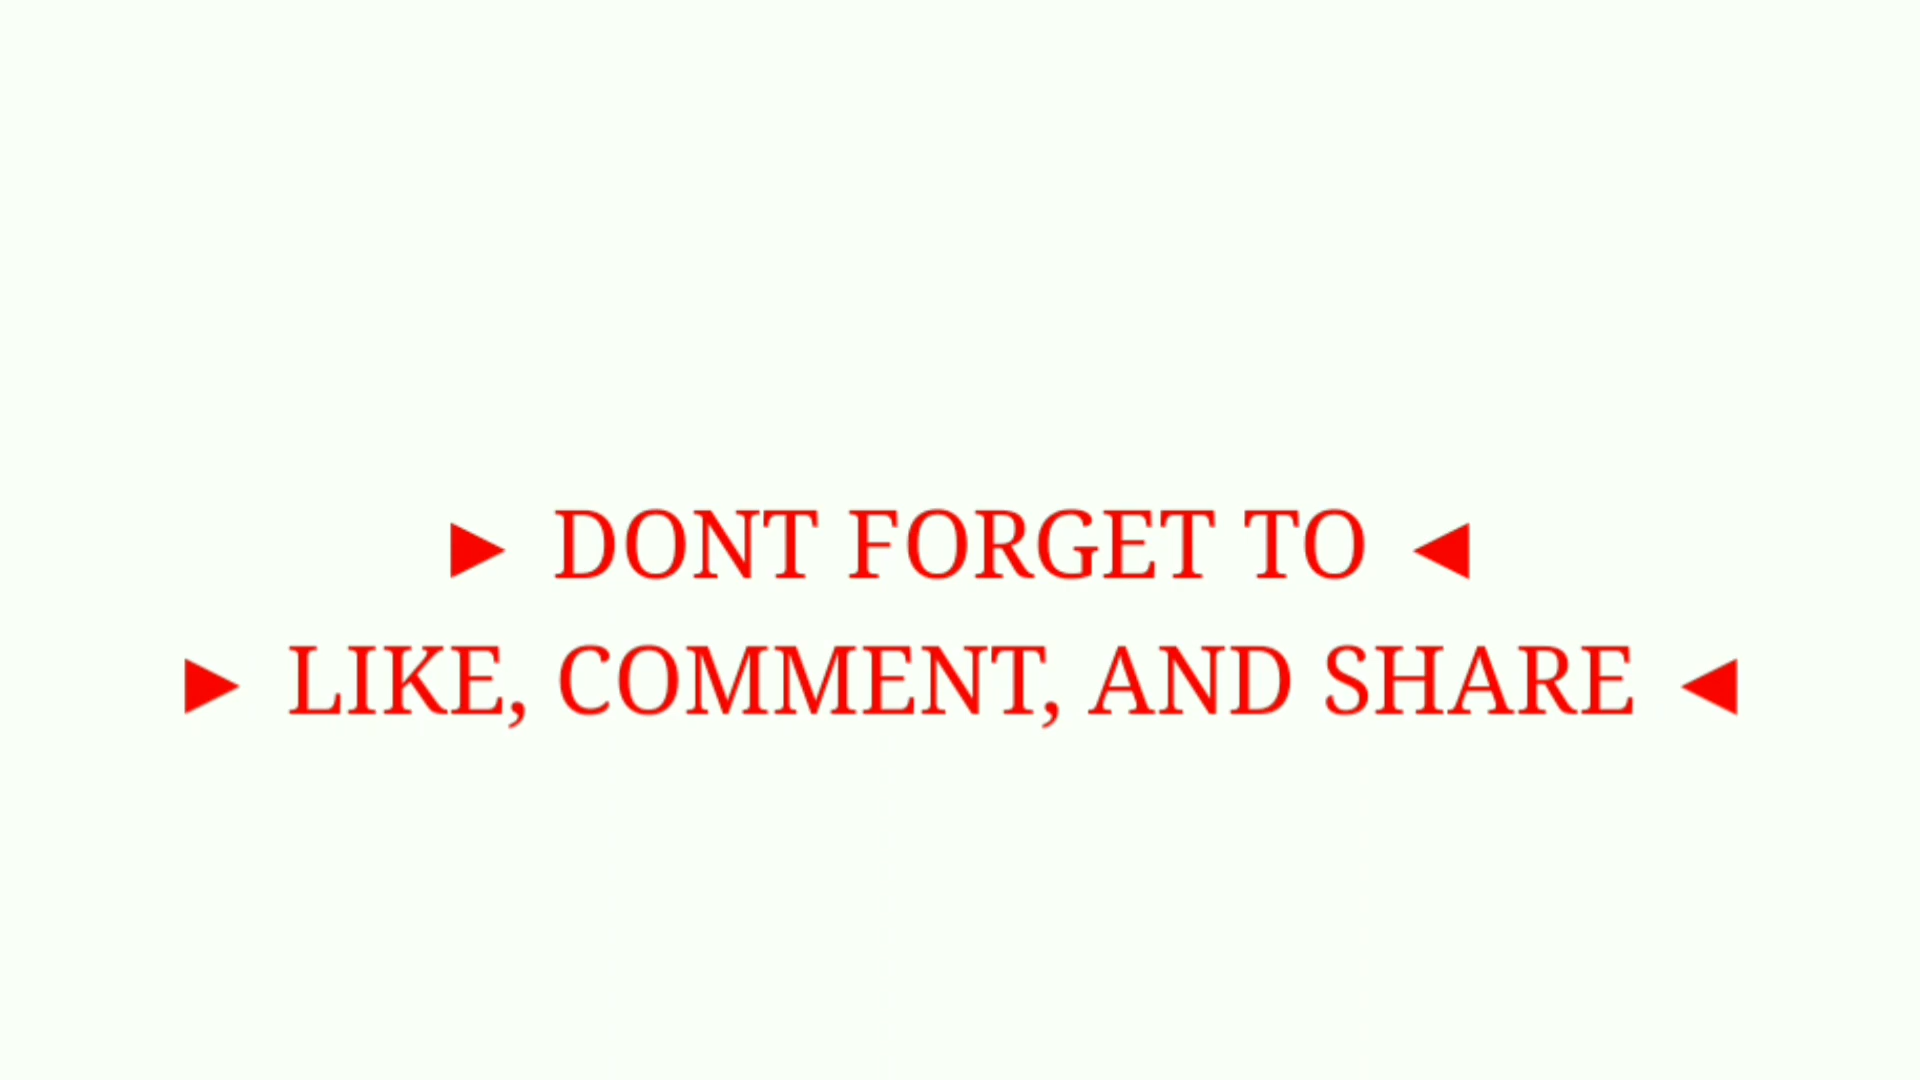 ► DONT FORGET TO ◄
► LIKE, COMMENT, AND SHARE ◄